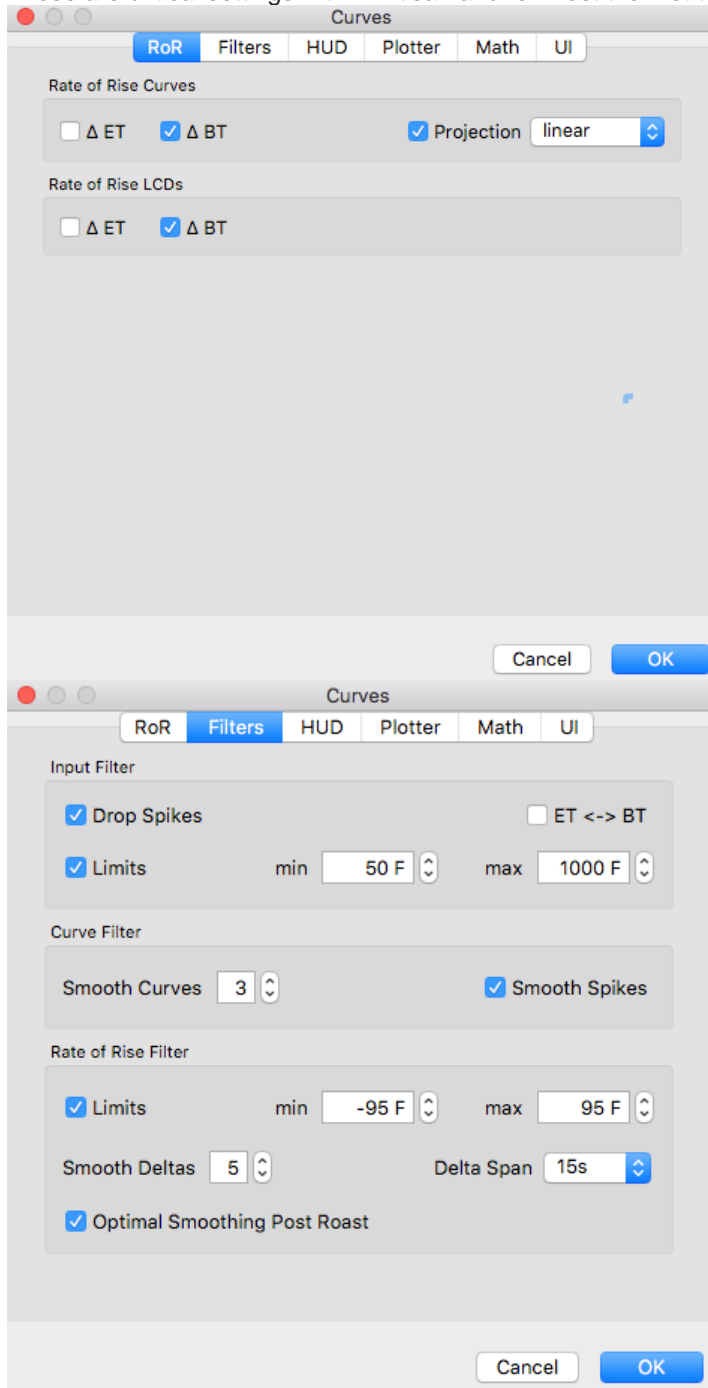 Curves
RoR Filters HUD Plotter Math UI
Rate of Rise Curves
Δ ET Δ BT Projection linear
Rate of Rise LCDs
Δ ET Δ BT
Cancel OK
Curves
RoR Filters HUD Plotter Math UI
Input Filter
Drop Spikes ET <-> BT
Limits min 50 F max 1000 F
Curve Filter
Smooth Curves 3 Smooth Spikes
Rate of Rise Filter
Limits min -95 F max 95 F
Smooth Deltas 5 Delta Span 15s
Optimal Smoothing Post Roast
Cancel OK